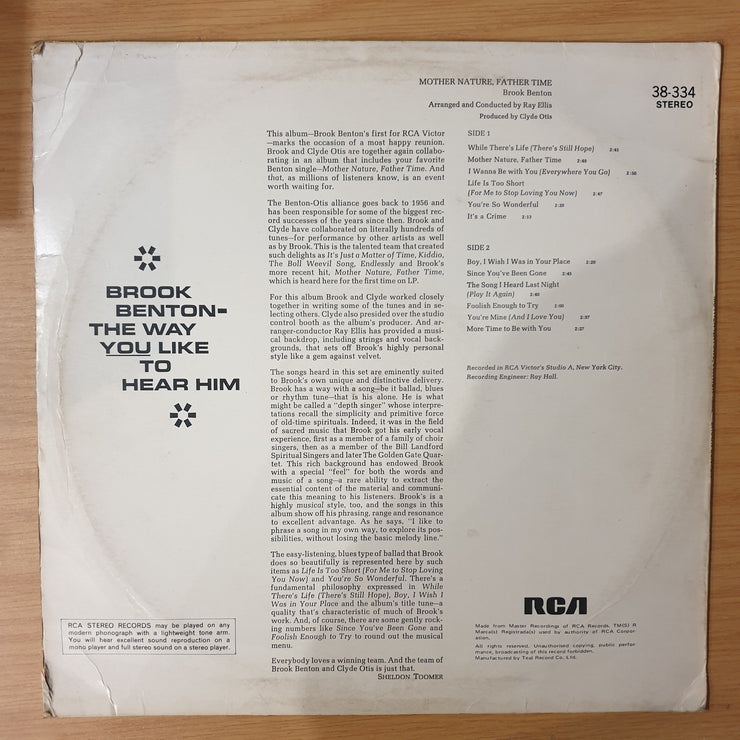 MOTHER NATURE, FATHER TIME
Brook Benton
Arranged and Conducted by Ray Ellis
Produced by Clyde Otis
38-334
STEREO
BROOK
BENTON-
THE WAY
YOU LIKE
TO
HEAR HIM
This album—Brook Benton's first for RCA Victor
—marks the occasion of a most happy reunion.
Brook and Clyde Otis are together again collabo-
rating in an album that includes your favorite
Benton single—Mother Nature, Father Time. And
that, as millions of listeners know, is an event
worth waiting for.
The Benton-Otis alliance goes back to 1956 and
has been responsible for some of the biggest rec-
ord successes of the years since then. Brook and
Clyde have collaborated on literally hundreds of
tunes—for performance by other artists as well as
by Brook. This is the talented team that created
such delights as It's Just a Matter of Time, Kiddio,
The Boll Weevil Song, Endlessly and Brook's
more recent hit, Mother Nature, Father Time,
which is heard here for the first time on LP.
For this album Brook and Clyde worked closely
together in writing some of the tunes and in se-
lecting others. Clyde also presided over the studio
control booth as the album's producer. And ar-
ranger-conductor Ray Ellis has provided a musi-
cal backdrop, including strings and vocal back-
grounds, that sets off Brook's highly personal
style like a gem against velvet.
The songs heard in this set are eminently suited
to Brook's own unique and distinctive delivery.
Brook has a way with a song—be it ballad, blues
or rhythm tune—that is his alone. He is what
might be called a "depth singer" whose interpre-
tations recall the simplicity and primitive force
of old-time spirituals. Indeed, it was in the field
of sacred music that Brook got his early vocal
experience, first as a member of a family of choir
singers, then as a member of the Bill Landford
Spiritual Singers and later The Golden Gate Quar-
tet. This rich background has endowed Brook
with a special "feel" for both the words and
music of a song—a rare ability to extract the
essential content of the material and communi-
cate this meaning to his listeners. Brook's is a
highly musical style, too, and the songs in this
album show off his phrasing, range and resonance
to excellent advantage. As he says, "I like to
phrase a song in my own way, to explore its pos-
sibilities, without losing the basic melody line."
The easy-listening, blues type of ballad that Brook
does so beautifully is represented here by such
items as Life Is Too Short (For Me to Stop Loving
You Now) and You're So Wonderful. There's a
fundamental philosophy expressed in While
There's Life (There's Still Hope), Boy, I Wish I
Was in Your Place and the album's title tune—a
quality that's characteristic of much of Brook's
work. And, of course, there are some gently rock-
ing numbers like Since You've Been Gone and
Foolish Enough to Try to round out the musical
menu.
Everybody loves a winning team. And the team of
Brook Benton and Clyde Otis is just that.
SHELDON TOOMER
SIDE 1
While There's Life (There's Still Hope) 2:45
Mother Nature, Father Time 2:48
I Wanna Be with You (Everywhere You Go) 2:50
Life Is Too Short
(For Me to Stop Loving You Now) 2:47
You're So Wonderful 2:20
It's a Crime 2:13
SIDE 2
Boy, I Wish I Was in Your Place 2:29
Since You've Been Gone 2:45
The Song I Heard Last Night
(Play It Again) 2:40
Foolish Enough to Try 2:00
You're Mine (And I Love You) 2:37
More Time to Be with You 2:27
Recorded in RCA Victor's Studio A, New York City.
Recording Engineer: Ray Hall.
RCA STEREO RECORDS may be played on any
modern phonograph with a lightweight tone arm.
You will hear excellent sound reproduction on a
mono player and full stereo sound on a stereo player.
RCA
Made from Master Recordings of RCA Records, TM(S) R
Marca(s) Registrada(s) used by authority of RCA Corpor
ation.
All rights reserved. Unauthorised copying, public perfor
mance, broadcasting of this record forbidden.
Manufactured by Teal Record Co. Ltd.